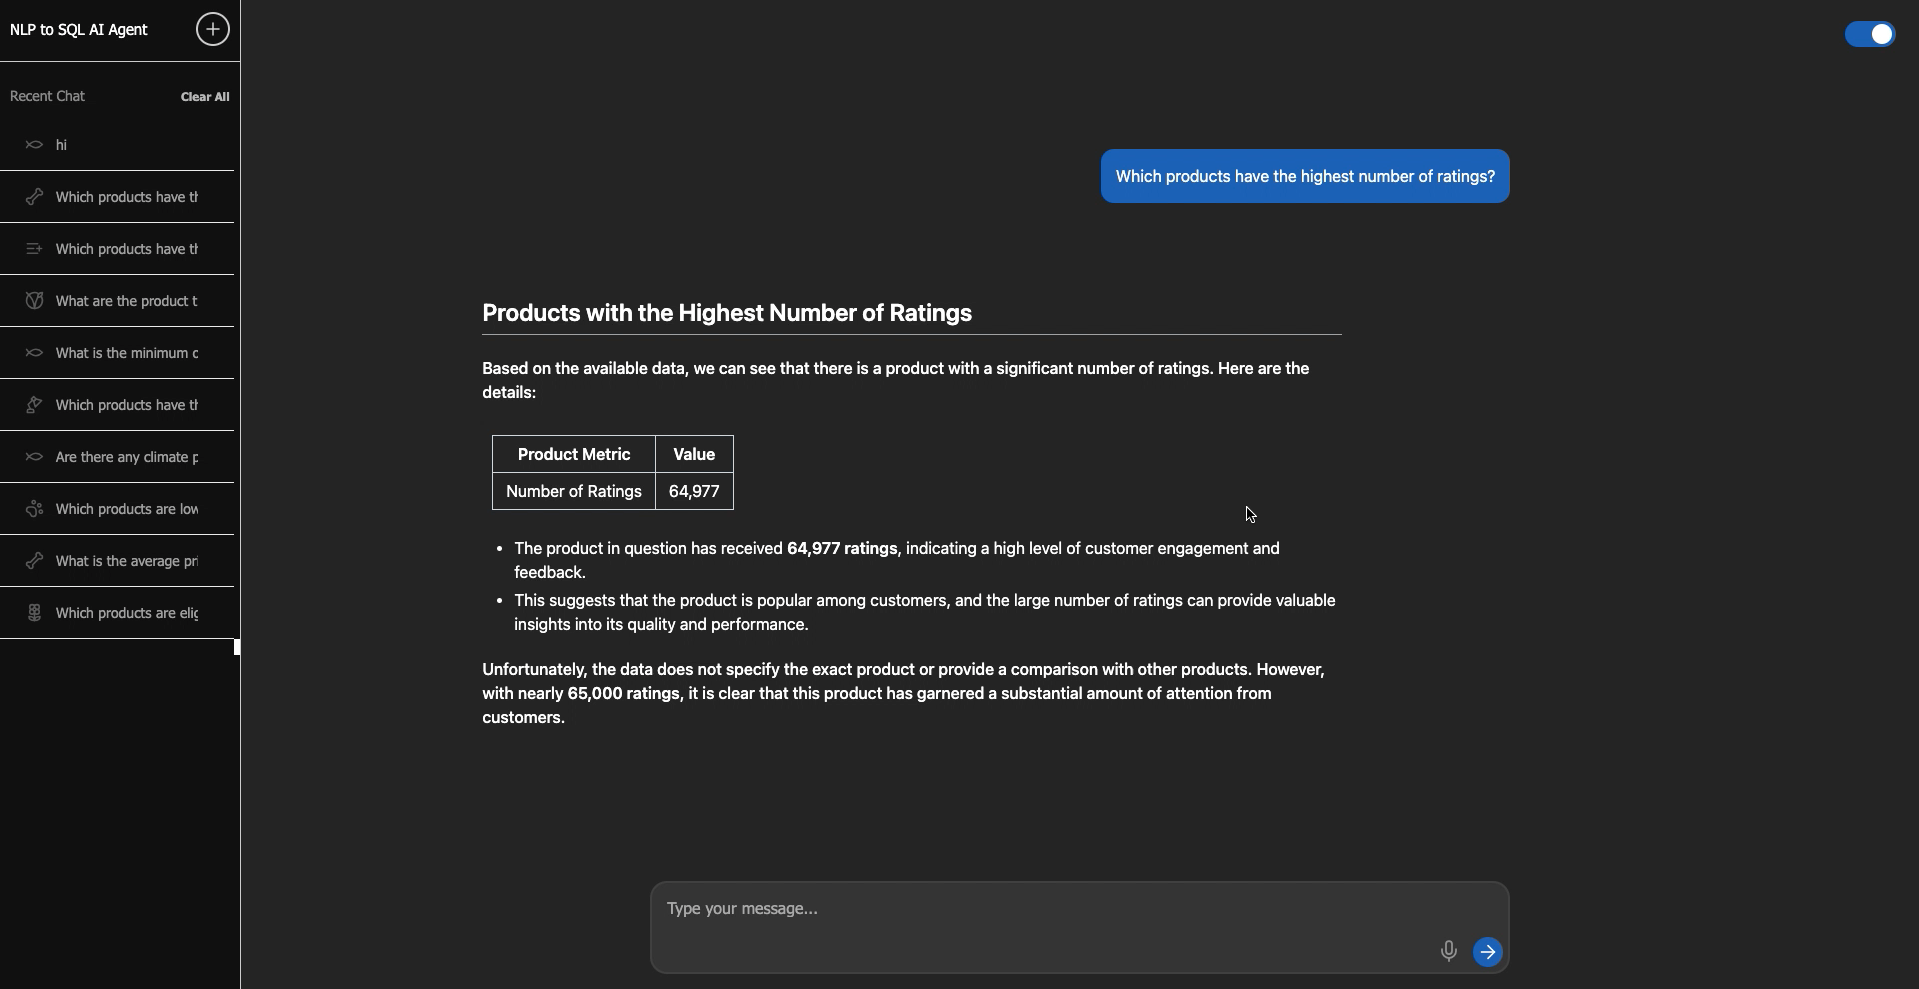 NLP to SQL AI Agent
Recent Chat
Clear All
hi
Which products have th
Which products have th
What are the product t
What is the minimum c
Which products have th
Are there any climate p
Which products are low
What is the average pri
Which products are elig
Which products have the highest number of ratings?
Products with the Highest Number of Ratings
Based on the available data, we can see that there is a product with a significant number of ratings. Here are the
details:
Product Metric Value
Number of Ratings 64,977
• The product in question has received 64,977 ratings, indicating a high level of customer engagement and
feedback.
• This suggests that the product is popular among customers, and the large number of ratings can provide valuable
insights into its quality and performance.
Unfortunately, the data does not specify the exact product or provide a comparison with other products. However,
with nearly 65,000 ratings, it is clear that this product has garnered a substantial amount of attention from
customers.
Type your message...